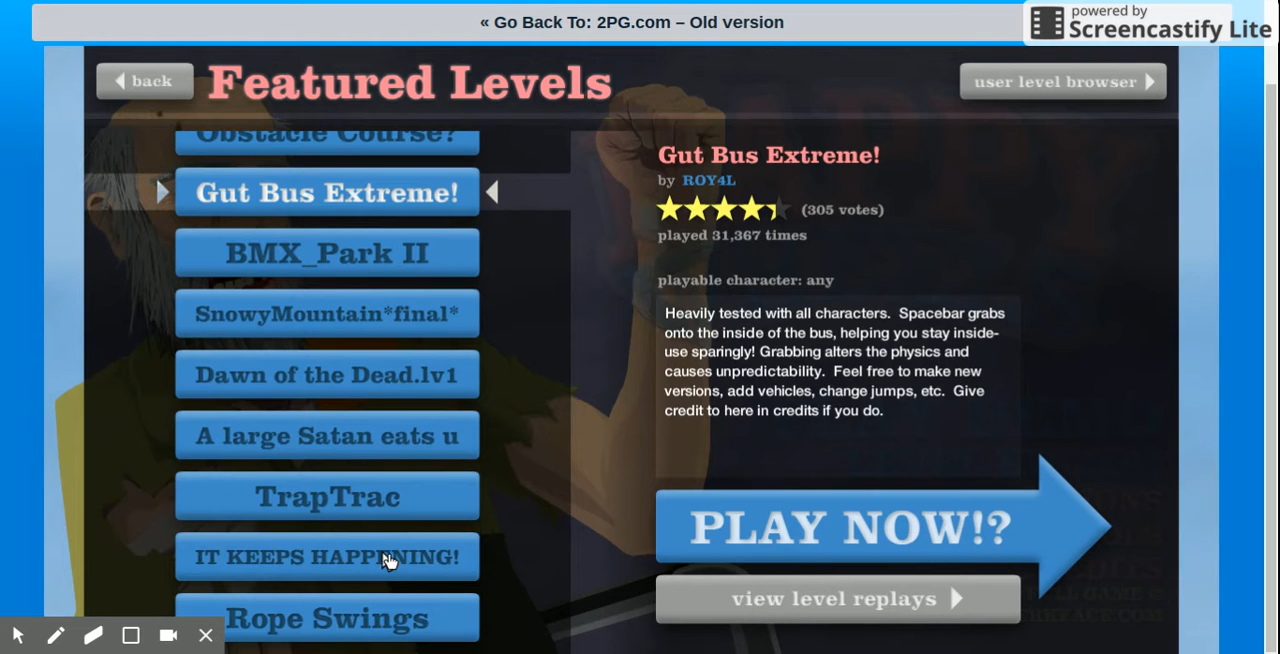 « Go Back To: 2PG.com – Old version
powered by
Screencastify Lite
back
Featured Levels
user level browser
Obstacle Course?
Gut Bus Extreme!
BMX_Park II
SnowyMountain*final*
Dawn of the Dead.lv1
A large Satan eats u
TrapTrac
IT KEEPS HAPPENING!
Rope Swings
Gut Bus Extreme!
by ROY4L
(305 votes)
played 31,367 times
playable character: any
Heavily tested with all characters. Spacebar grabs
onto the inside of the bus, helping you stay inside-
use sparingly! Grabbing alters the physics and
causes unpredictability. Feel free to make new
versions, add vehicles, change jumps, etc. Give
credit to here in credits if you do.
PLAY NOW!?
view level replays